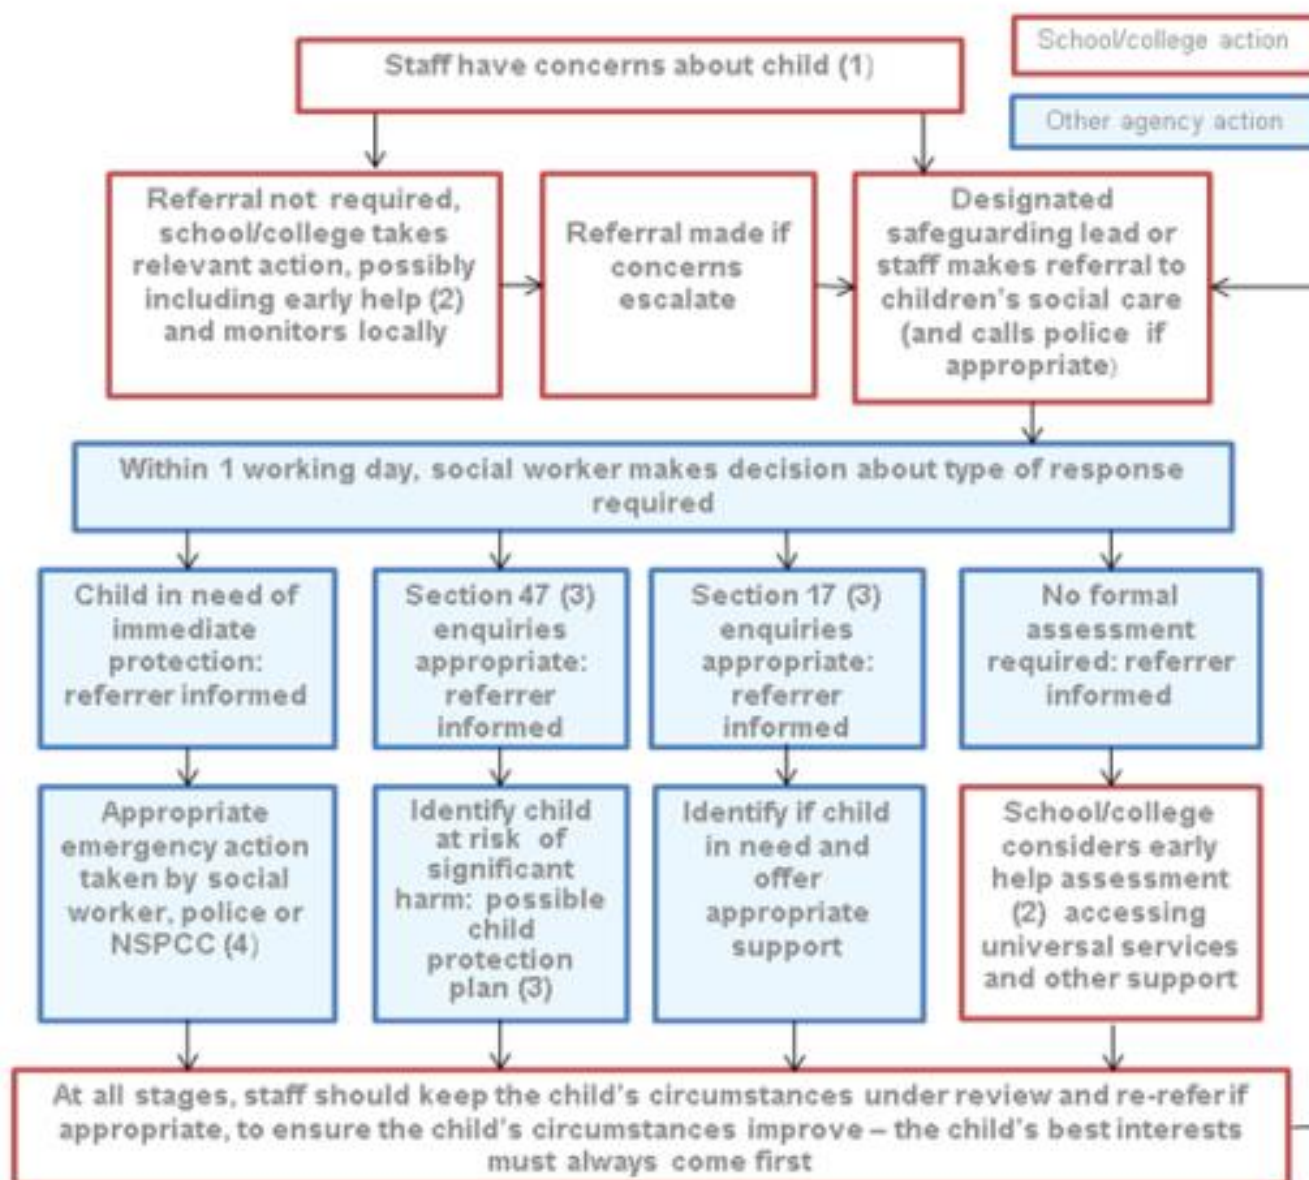 School/college action
Other agency action
Staff have concerns about child (1)
Referral not required,
school/college takes
relevant action, possibly
including early help (2)
and monitors locally
Referral made if
concerns
escalate
Designated
safeguarding lead or
staff makes referral to
children's social care
(and calls police if
appropriate)
Within 1 working day, social worker makes decision about type of response
required
Child in need of
immediate
protection:
referrer informed
Section 47 (3)
enquiries
appropriate:
referrer
informed
Section 17 (3)
enquiries
appropriate:
referrer
informed
No formal
assessment
required: referrer
informed
Appropriate
emergency action
taken by social
worker, police or
NSPCC (4)
Identify child
at risk of
significant
harm: possible
child
protection
plan (3)
Identify if child
in need and
offer
appropriate
support
School/college
considers early
help assessment
(2) accessing
universal services
and other support
At all stages, staff should keep the child's circumstances under review and re-refer if
appropriate, to ensure the child's circumstances improve – the child's best interests
must always come first